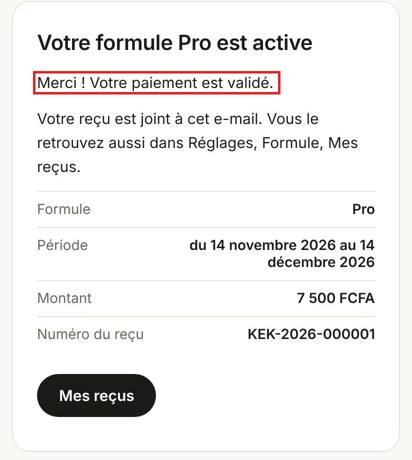 Votre formule Pro est active
Merci ! Votre paiement est validé.
Votre reçu est joint à cet e-mail. Vous le
retrouvez aussi dans Réglages, Formule, Mes
reçus.
Formule Pro
Période du 14 novembre 2026 au 14
décembre 2026
Montant 7 500 FCFA
Numéro du reçu KEK-2026-000001
Mes reçus